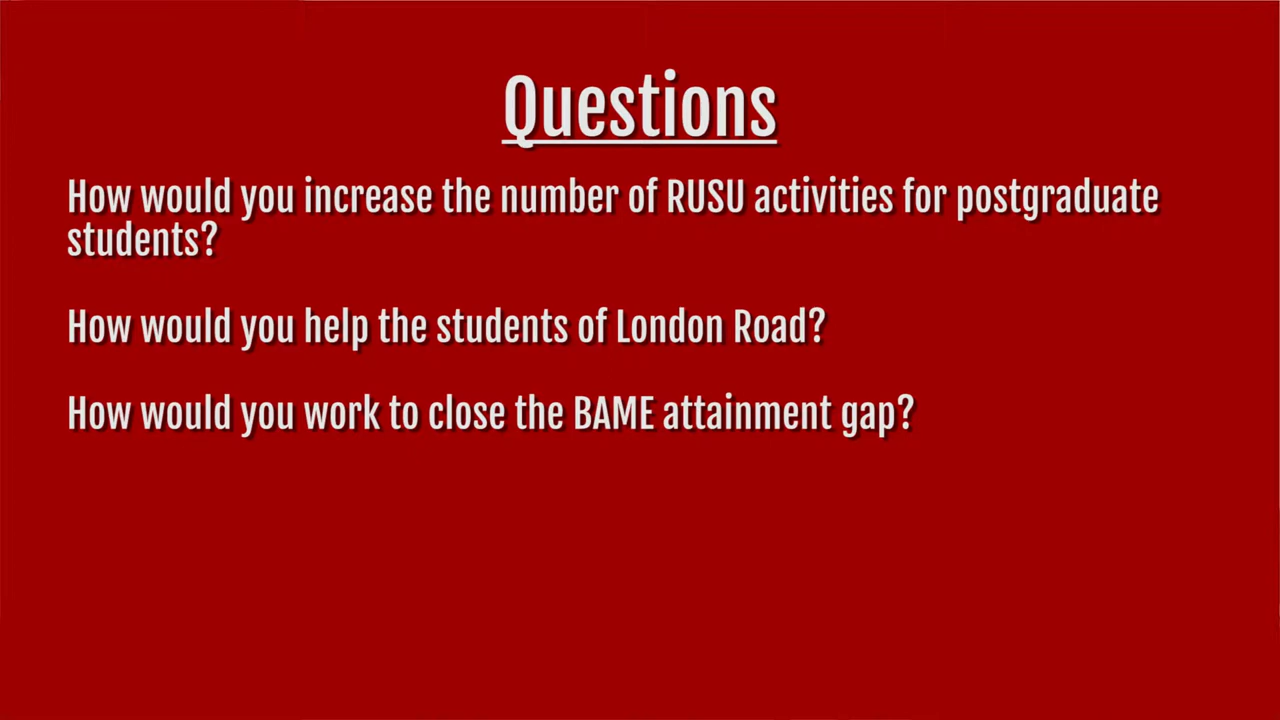 Questions
How would you increase the number of RUSU activities for postgraduate
students?
How would you help the students of London Road?
How would you work to close the BAME attainment gap?